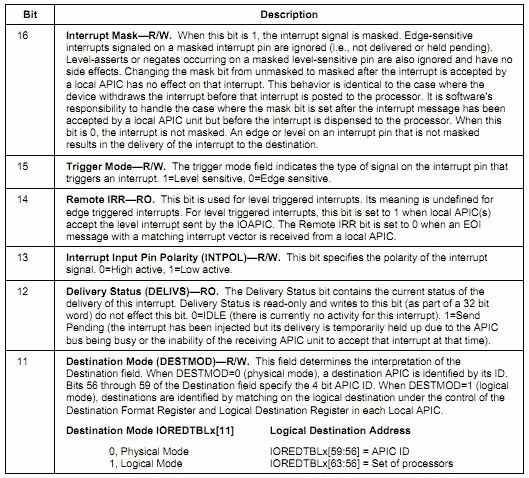 Bit Description
16 Interrupt Mask—R/W. When this bit is 1, the interrupt signal is masked. Edge-sensitive
interrupts signaled on a masked interrupt pin are ignored (i.e., not delivered or held pending).
Level-asserts or negates occurring on a masked level-sensitive pin are also ignored and have no
side effects. Changing the mask bit from unmasked to masked after the interrupt is accepted by
a local APIC has no effect on that interrupt. This behavior is identical to the case where the
device withdraws the interrupt before that interrupt is posted to the processor. It is software's
responsibility to handle the case where the mask bit is set after the interrupt message has been
accepted by a local APIC unit but before the interrupt is dispensed to the processor. When this
bit is 0, the interrupt is not masked. An edge or level on an interrupt pin that is not masked
results in the delivery of the interrupt to the destination.
15 Trigger Mode—R/W. The trigger mode field indicates the type of signal on the interrupt pin that
triggers an interrupt. 1=Level sensitive, 0=Edge sensitive.
14 Remote IRR—RO. This bit is used for level triggered interrupts. Its meaning is undefined for
edge triggered interrupts. For level triggered interrupts, this bit is set to 1 when local APIC(s)
accept the level interrupt sent by the IOAPIC. The Remote IRR bit is set to 0 when an EOI
message with a matching interrupt vector is received from a local APIC.
13 Interrupt Input Pin Polarity (INTPOL)—R/W. This bit specifies the polarity of the interrupt
signal. 0=High active, 1=Low active.
12 Delivery Status (DELIVS)—RO. The Delivery Status bit contains the current status of the
delivery of this interrupt. Delivery Status is read-only and writes to this bit (as part of a 32 bit
word) do not effect this bit. 0=IDLE (there is currently no activity for this interrupt). 1=Send
Pending (the interrupt has been injected but its delivery is temporarily held up due to the APIC
bus being busy or the inability of the receiving APIC unit to accept that interrupt at that time).
11 Destination Mode (DESTMOD)—R/W. This field determines the interpretation of the
Destination field. When DESTMOD=0 (physical mode), a destination APIC is identified by its ID.
Bits 56 through 59 of the Destination field specify the 4 bit APIC ID. When DESTMOD=1 (logical
mode), destinations are identified by matching on the logical destination under the control of the
Destination Format Register and Logical Destination Register in each Local APIC.
Destination Mode IOREDTBLx[11] Logical Destination Address
0, Physical Mode IOREDTBLx[59:56] = APIC ID
1, Logical Mode IOREDTBLx[63:56] = Set of processors